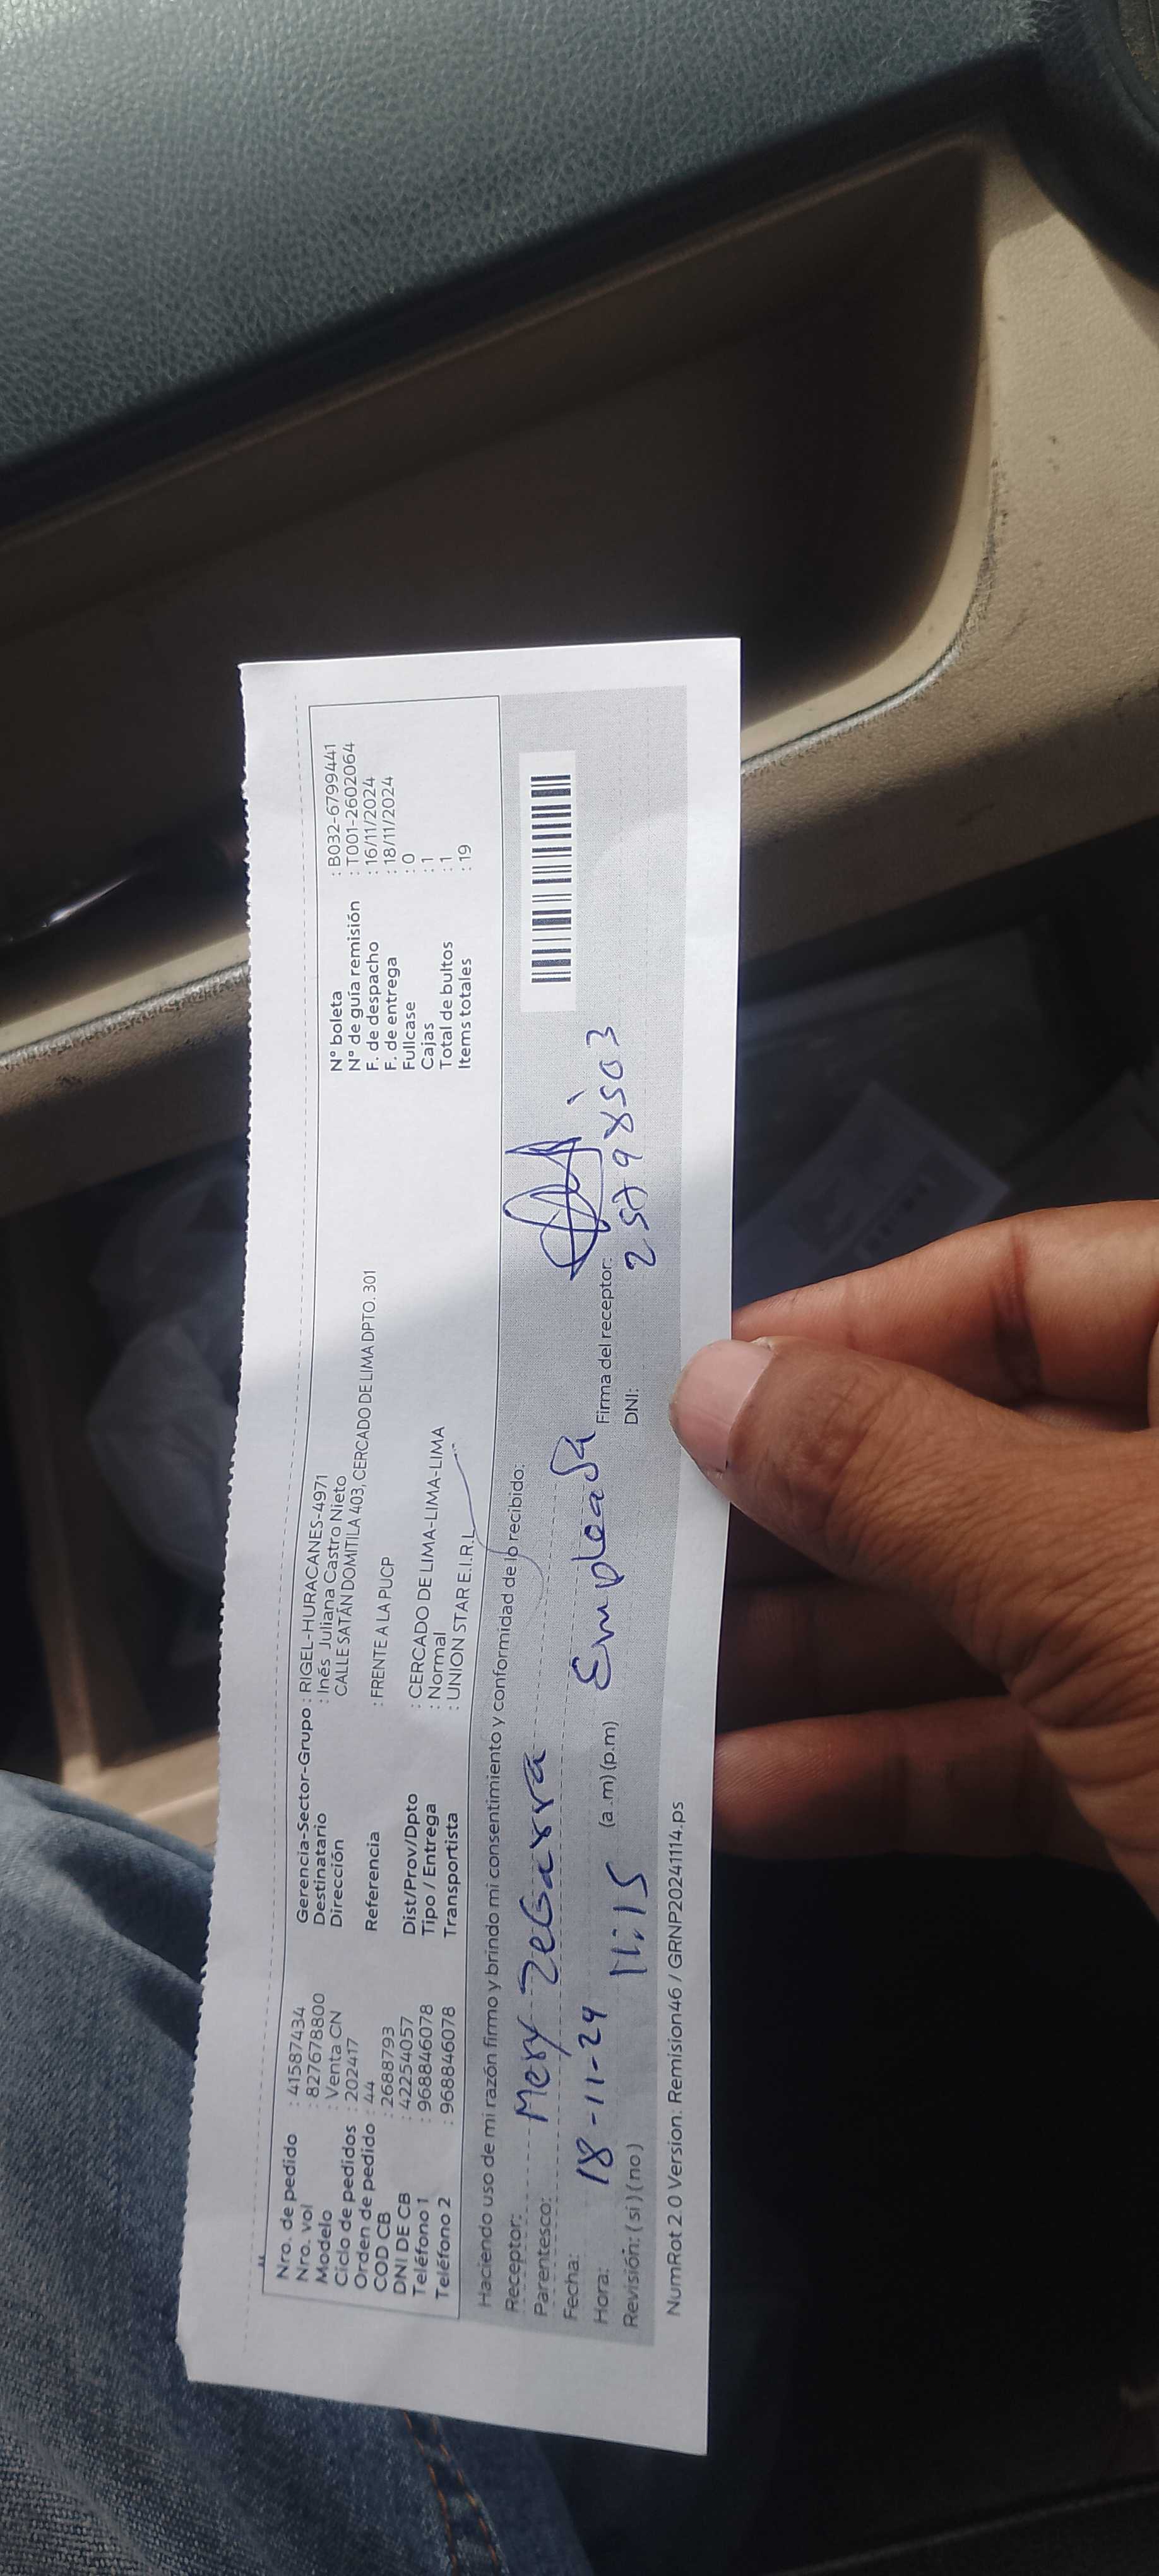 Nro. de pedido : 41587434
Nro. vol : 827678800
Modelo : Venta CN
Ciclo de pedidos : 202417
Orden de pedido : 44
COD CB : 2688793
DNI DE CB : 42254057
Teléfono 1 : 968846078
Teléfono 2 : 968846078
Gerencia-Sector-Grupo : RIGEL-HURACANES-4971
Destinatario : Inés Juliana Castro Nieto
Dirección CALLE SATÁN DOMITILA 403, CERCADO DE LIMA DPTO. 301
Referencia : FRENTE A LA PUCP
Dist/Prov/Dpto : CERCADO DE LIMA-LIMA-LIMA
Tipo / Entrega : Normal
Transportista : UNION STAR E.I.R.L
N° boleta : B032-6799441
N° de guía remisión : T001-2602064
F. de despacho : 16/11/2024
F. de entrega : 18/11/2024
Fullcase : 0
Cajas : 1
Total de bultos : 1
Items totales : 19
Haciendo uso de mi razón firmo y brindo mi consentimiento y conformidad de lo recibido:
Receptor: Mery Zegarra
Parentesco: Empleada
Fecha: 18-11-24
Hora: 11:15 (a.m) (p.m)
Revisión: ( si ) ( no )
Firma del receptor:
DNI:
NumRot 2.0 Version: Remision46 / GRNP20241114.ps